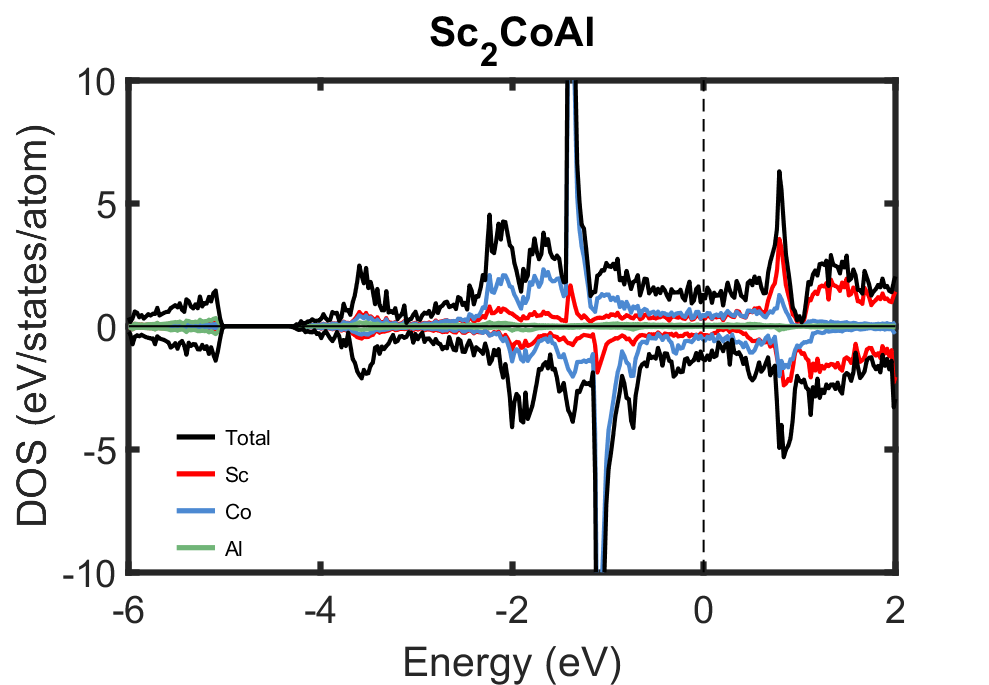 Sc₂CoAl
10
5
0
-5
-10
DOS (eV/states/atom)
Total
Sc
Co
Al
-6 -4 -2 0 2
Energy (eV)